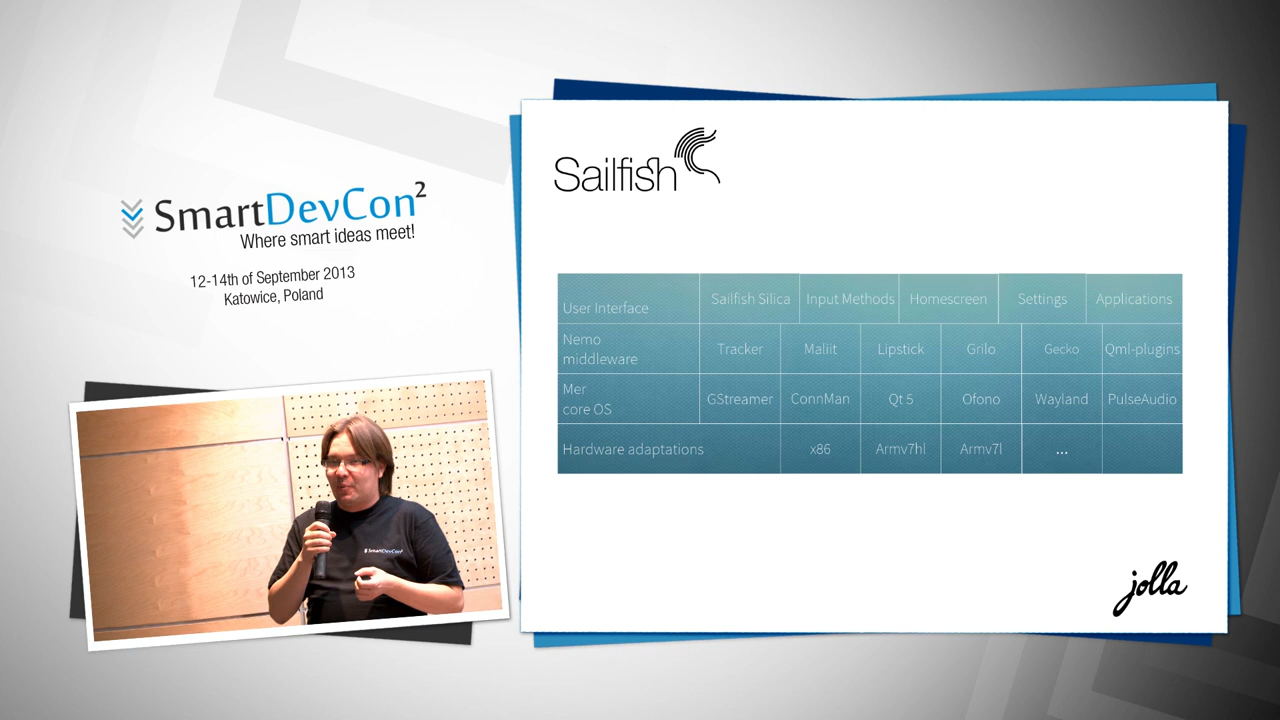 SmartDevCon²
Where smart ideas meet!
12-14th of September 2013
Katowice, Poland
SmartDevCon²
Sailfish
User Interface
Sailfish Silica
Input Methods
Homescreen
Settings
Applications
Nemo
middleware
Tracker
Maliit
Lipstick
Grilo
Gecko
Qml-plugins
Mer
core OS
GStreamer
ConnMan
Qt 5
Ofono
Wayland
PulseAudio
Hardware adaptations
x86
Armv7hl
Armv7l
...
jolla